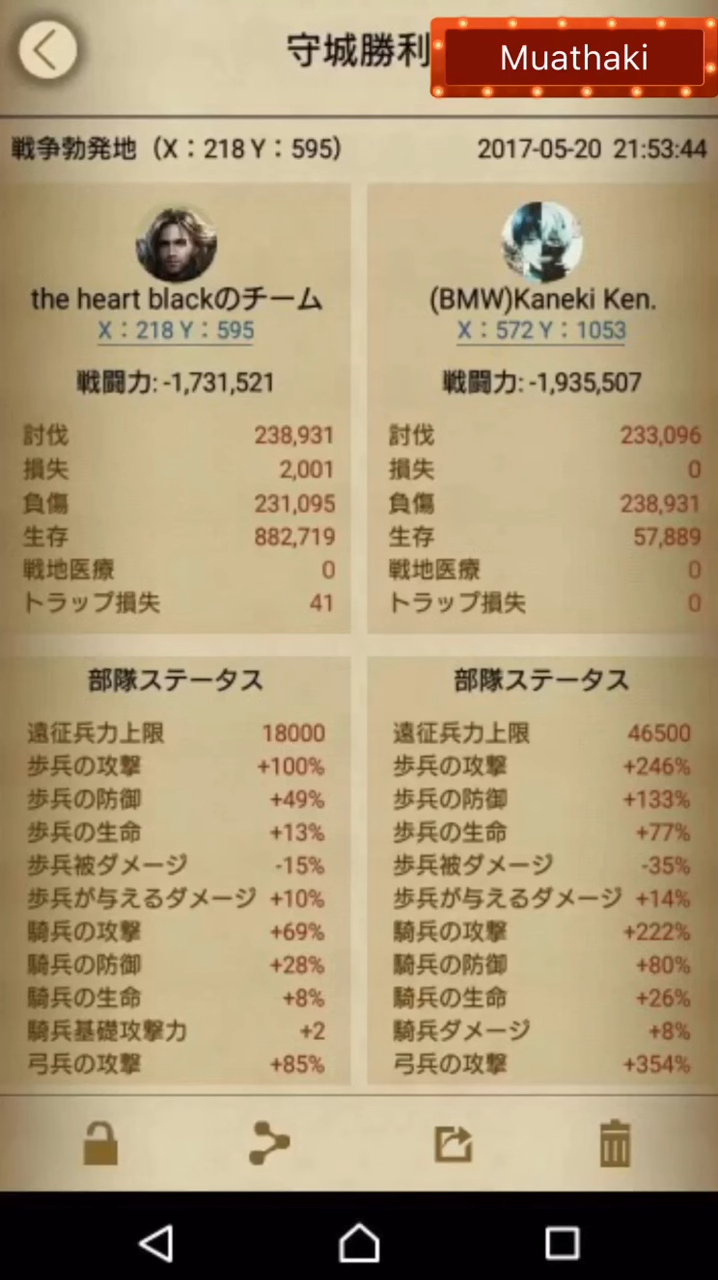 守城勝利
Muathaki
戦争勃発地（X：218 Y：595） 2017-05-20 21:53:44
the heart blackのチーム
X：218 Y：595
戦闘力: -1,731,521
討伐 238,931
損失 2,001
負傷 231,095
生存 882,719
戦地医療 0
トラップ損失 41
(BMW)Kaneki Ken.
X：572 Y：1053
戦闘力: -1,935,507
討伐 233,096
損失 0
負傷 238,931
生存 57,889
戦地医療 0
トラップ損失 0
部隊ステータス
遠征兵力上限 18000
歩兵の攻撃 +100%
歩兵の防御 +49%
歩兵の生命 +13%
歩兵被ダメージ -15%
歩兵が与えるダメージ +10%
騎兵の攻撃 +69%
騎兵の防御 +28%
騎兵の生命 +8%
騎兵基礎攻撃力 +2
弓兵の攻撃 +85%
部隊ステータス
遠征兵力上限 46500
歩兵の攻撃 +246%
歩兵の防御 +133%
歩兵の生命 +77%
歩兵被ダメージ -35%
歩兵が与えるダメージ +14%
騎兵の攻撃 +222%
騎兵の防御 +80%
騎兵の生命 +26%
騎兵ダメージ +8%
弓兵の攻撃 +354%